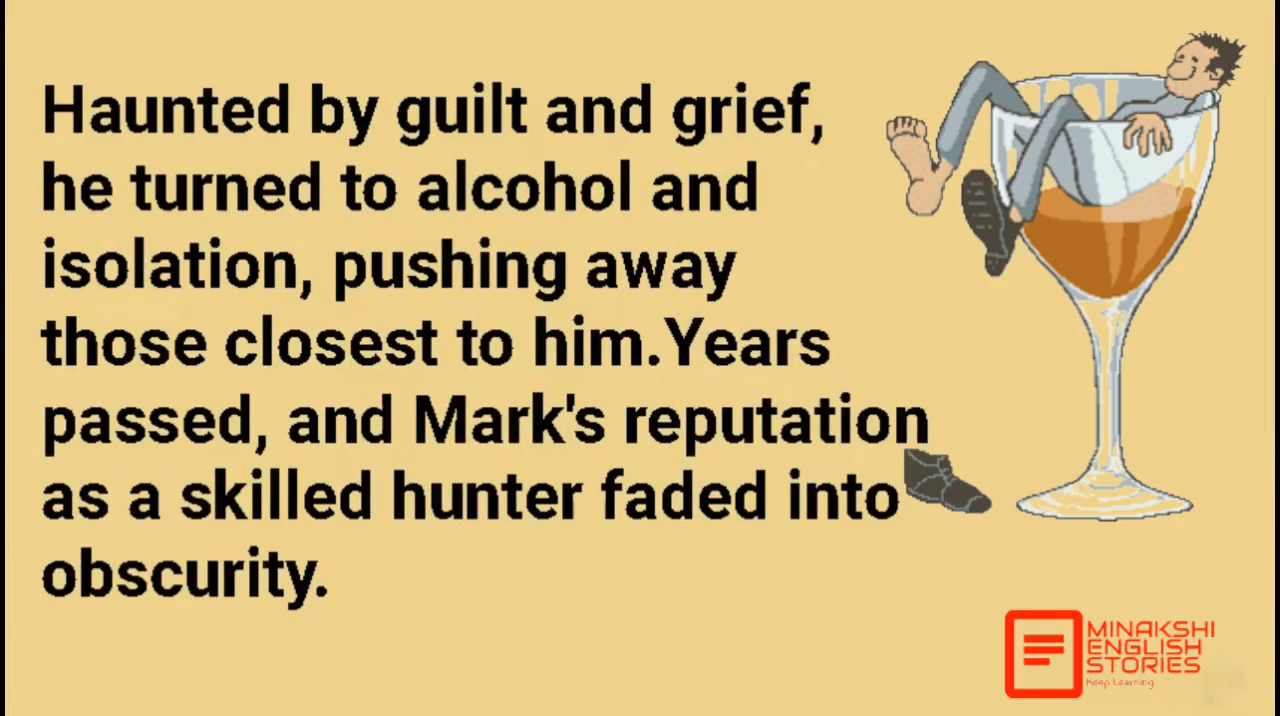 Haunted by guilt and grief,
he turned to alcohol and
isolation, pushing away
those closest to him.Years
passed, and Mark's reputation
as a skilled hunter faded into
obscurity.
MINAKSHI
ENGLISH
STORIES
Keep Learning